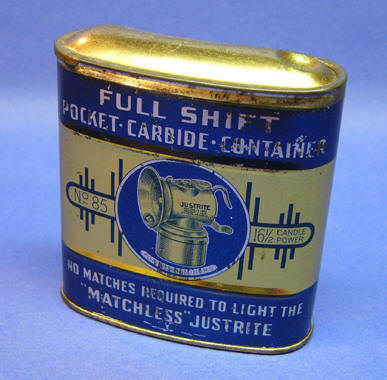 FULL SHIFT
POCKET·CARBIDE·CONTAINER
JUSTRITE
No 85
16½ CANDLE
POWER
NO MATCHES REQUIRED TO LIGHT THE
"MATCHLESS" JUSTRITE